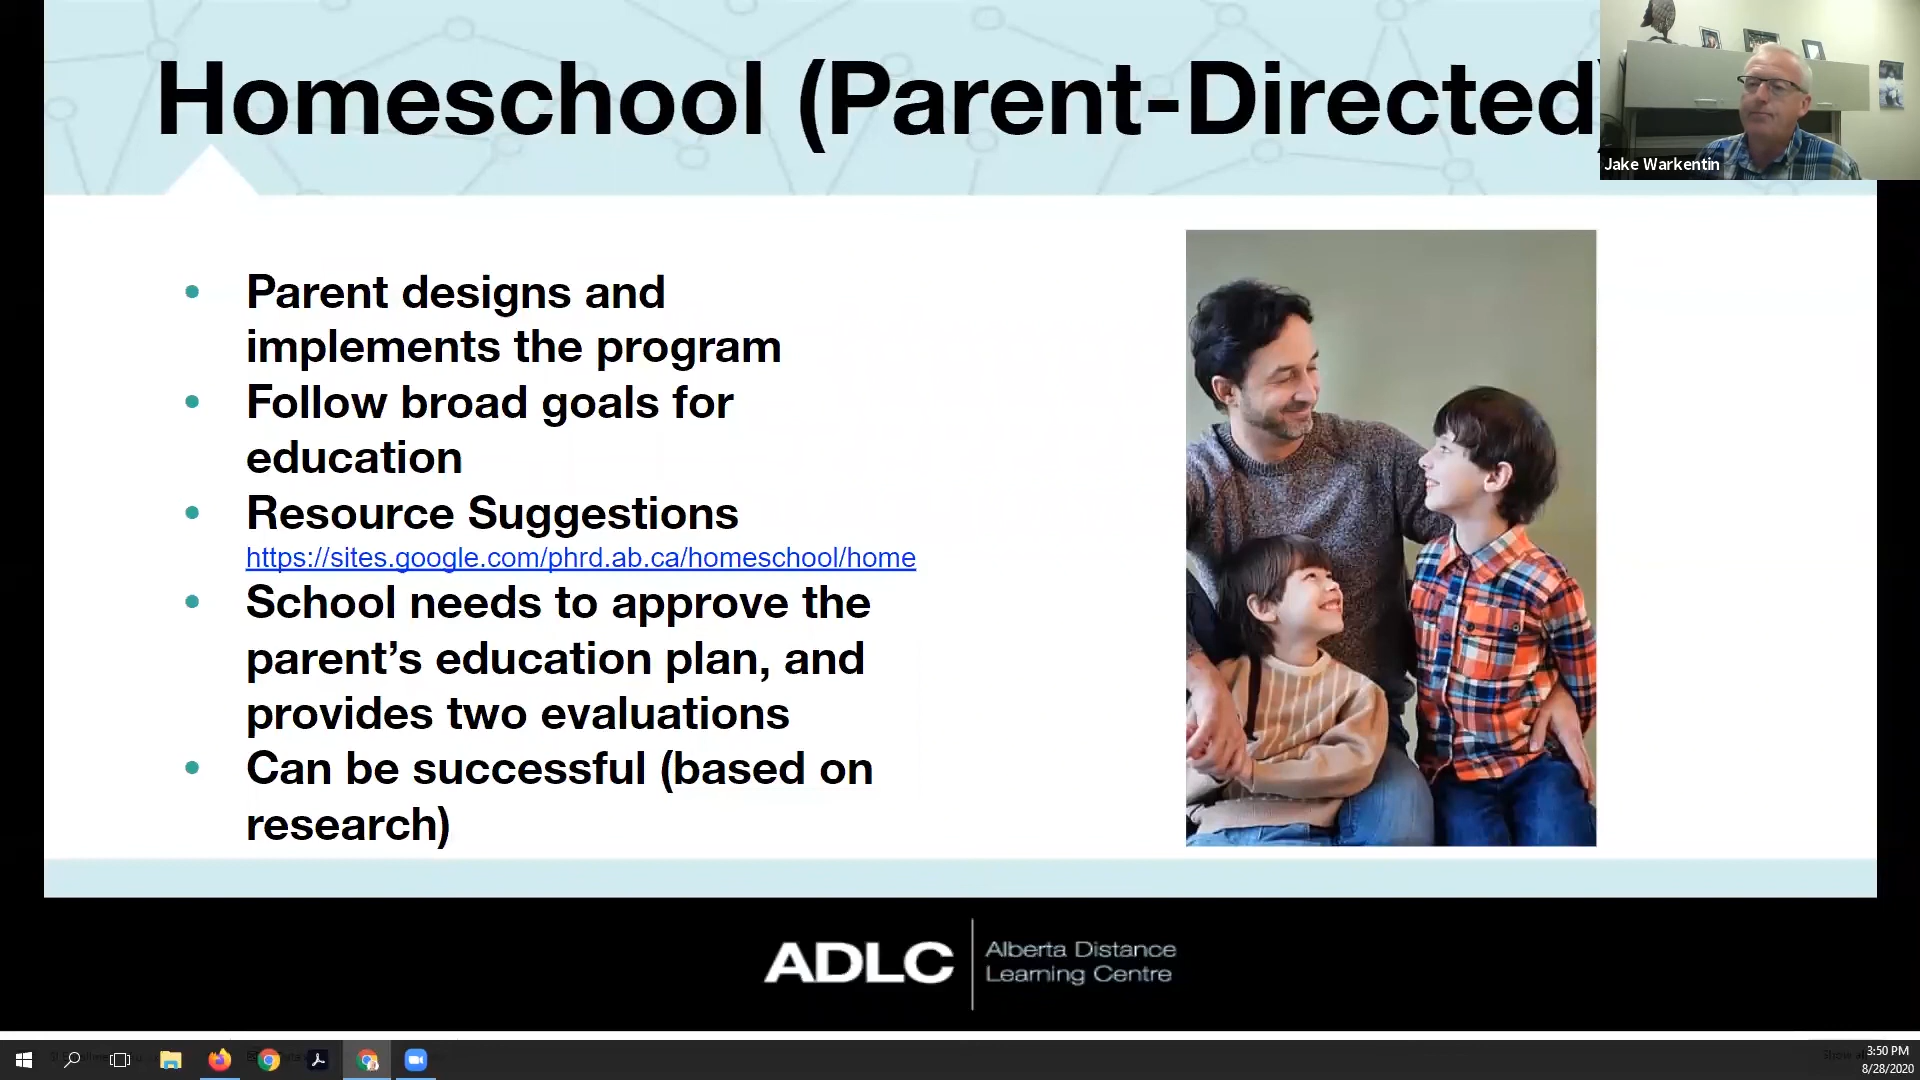 Homeschool (Parent-Directed)
Jake Warkentin
Parent designs and
implements the program
Follow broad goals for
education
Resource Suggestions
https://sites.google.com/phrd.ab.ca/homeschool/home
School needs to approve the
parent’s education plan, and
provides two evaluations
Can be successful (based on
research)
ADLC
Alberta Distance
Learning Centre
3:50 PM
8/28/2020